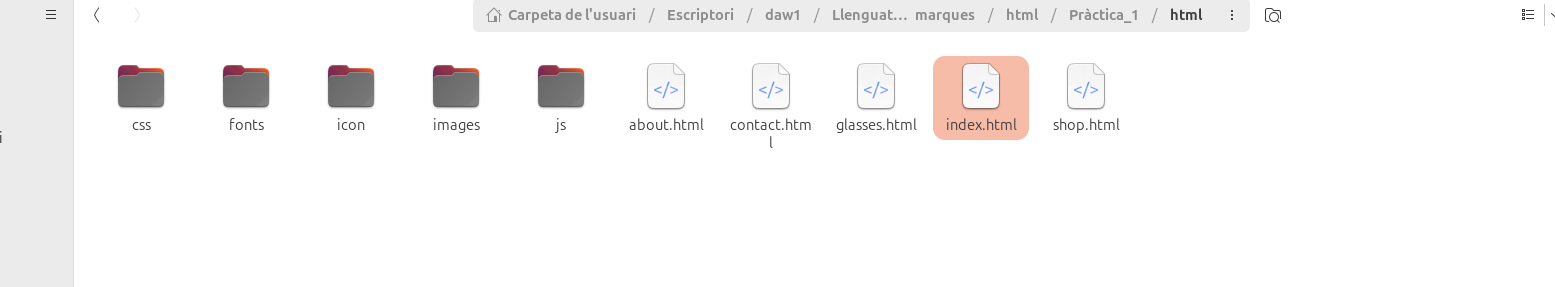 Carpeta de l'usuari / Escriptori / daw1 / Llenguat... marques / html / Pràctica_1 / html
css
fonts
icon
images
js
about.html
contact.htm
l
glasses.html
index.html
shop.html
i